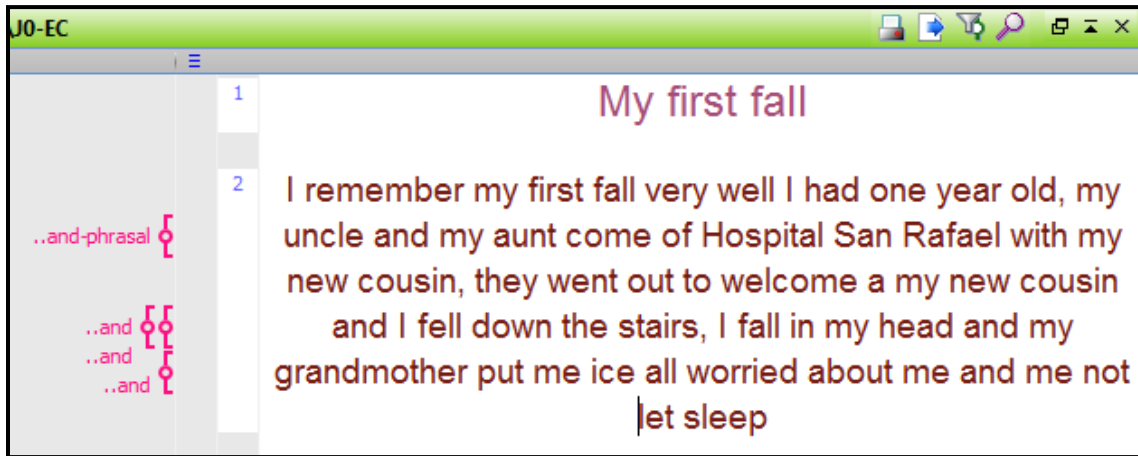 J0-EC
1 My first fall
2 I remember my first fall very well I had one year old, my
..and-phrasal uncle and my aunt come of Hospital San Rafael with my
new cousin, they went out to welcome a my new cousin
..and and I fell down the stairs, I fall in my head and my
..and
..and grandmother put me ice all worried about me and me not
let sleep